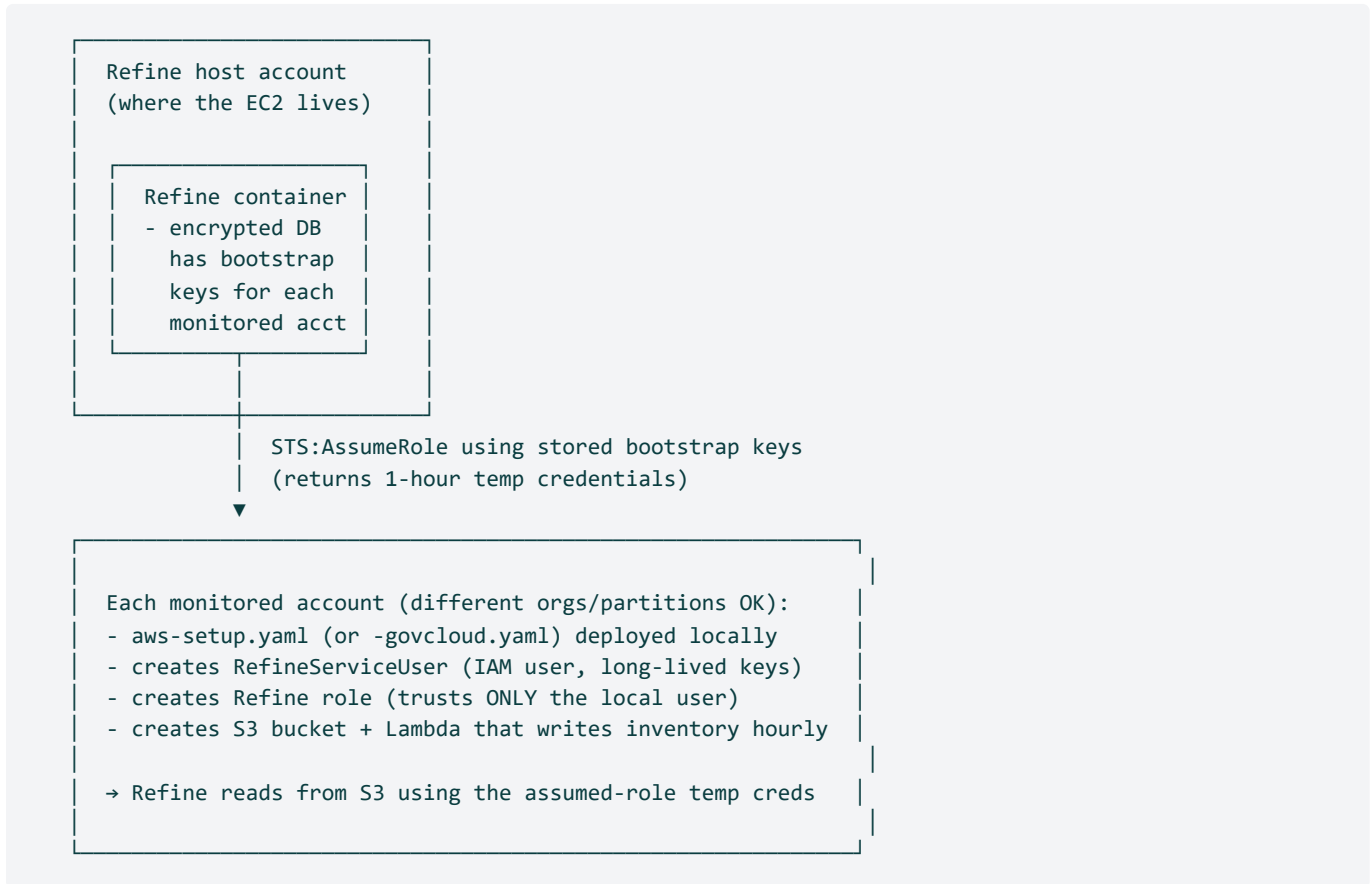 Refine host account
(where the EC2 lives)
Refine container
- encrypted DB
has bootstrap
keys for each
monitored acct
STS:AssumeRole using stored bootstrap keys
(returns 1-hour temp credentials)
Each monitored account (different orgs/partitions OK):
- aws-setup.yaml (or -govcloud.yaml) deployed locally
- creates RefineServiceUser (IAM user, long-lived keys)
- creates Refine role (trusts ONLY the local user)
- creates S3 bucket + Lambda that writes inventory hourly
→ Refine reads from S3 using the assumed-role temp creds